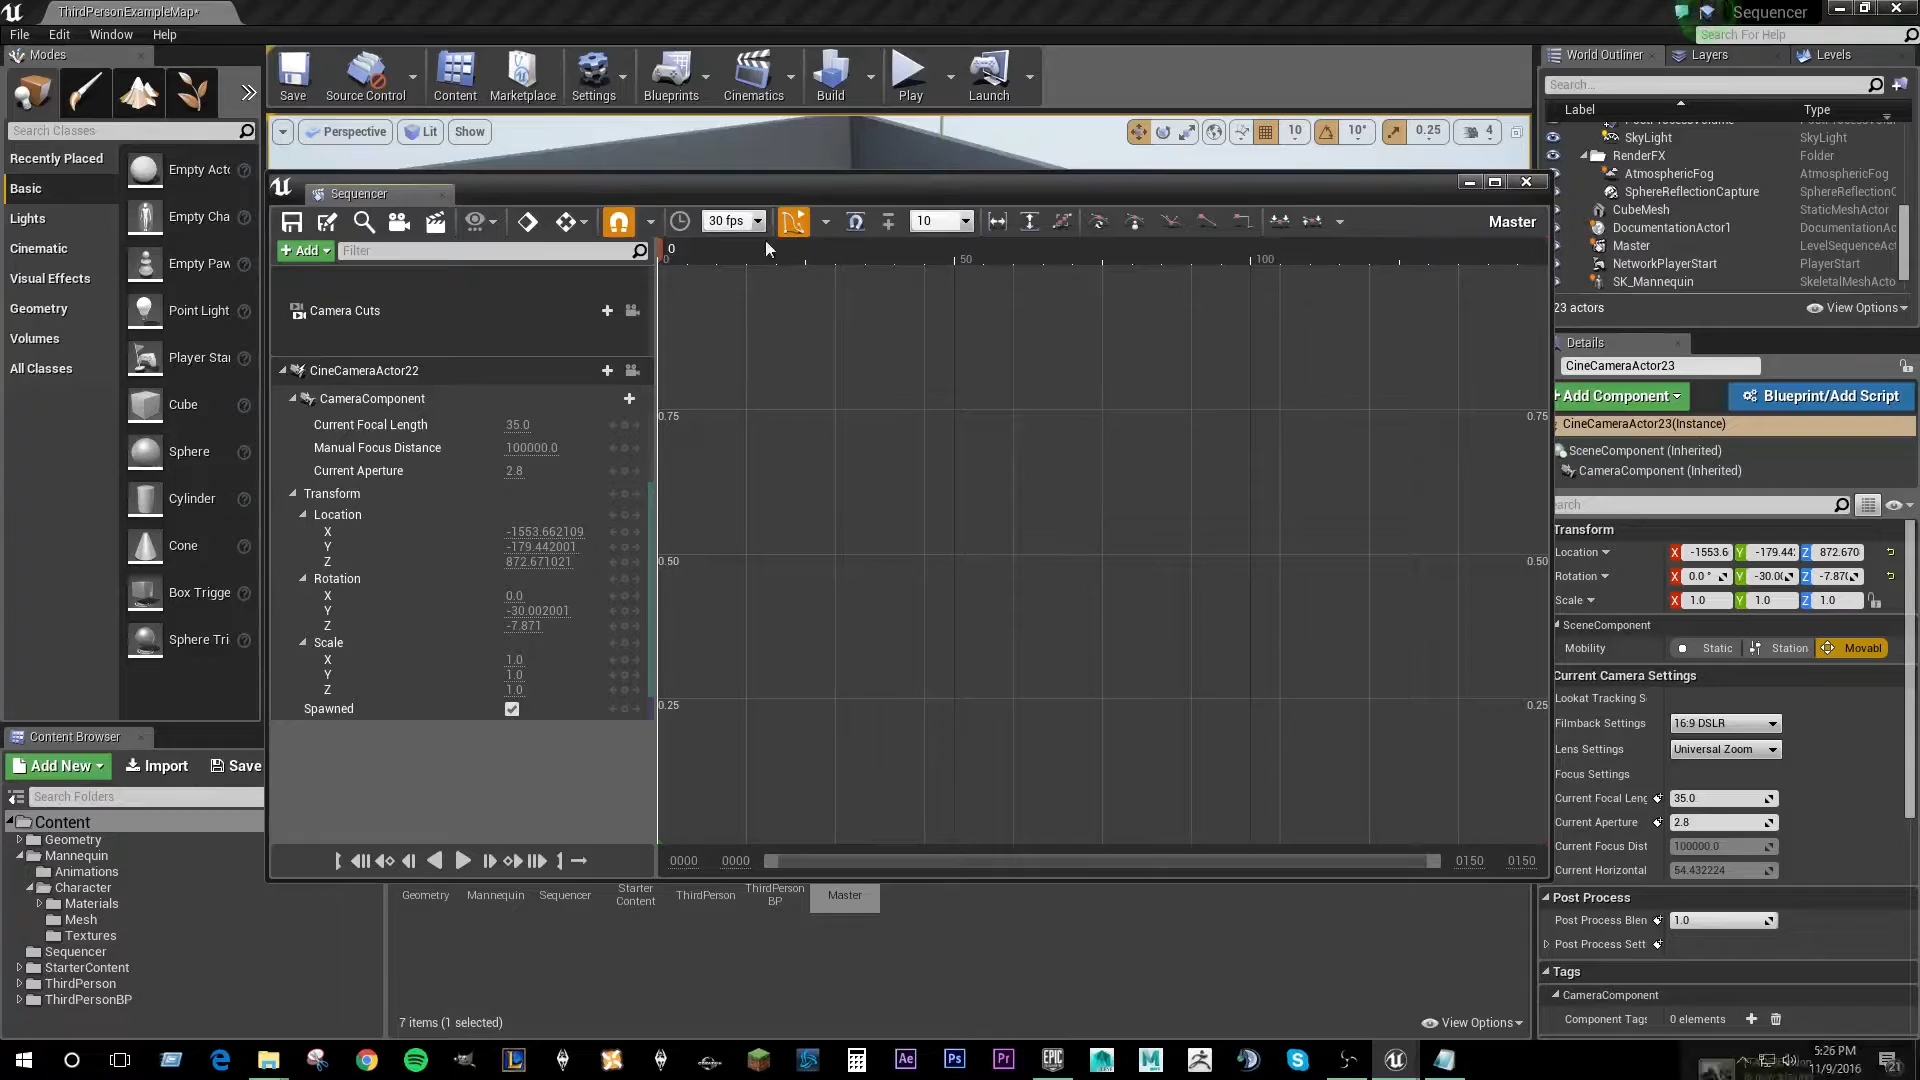 ThirdPersonExampleMap*
Sequencer
File Edit Window Help
Search For Help
Modes
World Outliner
Layers
Levels
Save
Source Control
Content
Marketplace
Settings
Blueprints
Cinematics
Build
Play
Launch
Search...
Label
Type
Search Classes
Perspective
Lit
Show
10
10°
0.25
4
SkyLight SkyLight
RenderFX Folder
AtmosphericFog AtmosphericFog
SphereReflectionCapture SphereReflectionC
CubeMesh StaticMeshActor
DocumentationActor1 DocumentationAc
Master LevelSequenceAct
NetworkPlayerStart PlayerStart
SK_Mannequin SkeletalMeshActo
23 actors
View Options
Recently Placed
Basic
Lights
Cinematic
Visual Effects
Geometry
Volumes
All Classes
Empty Acto
Empty Cha
Empty Paw
Point Light
Player Sta
Cube
Sphere
Cylinder
Cone
Box Trigge
Sphere Tri
Sequencer
30 fps
10
Master
Add
Filter
0
0
50
100
Camera Cuts
CineCameraActor22
CameraComponent
Current Focal Length 35.0
Manual Focus Distance 100000.0
Current Aperture 2.8
Transform
Location
X -1553.662109
Y -179.442001
Z 872.671021
Rotation
X 0.0
Y -30.002001
Z -7.871
Scale
X 1.0
Y 1.0
Z 1.0
Spawned
0.75 0.75
0.50 0.50
0.25 0.25
0000 0000 0150 0150
Details
CineCameraActor23
Add Component
Blueprint/Add Script
CineCameraActor23(Instance)
SceneComponent (Inherited)
CameraComponent (Inherited)
earch
Transform
Location X -1553.6 Y -179.44 Z 872.670
Rotation X 0.0 ° Y -30.0 Z -7.87
Scale X 1.0 Y 1.0 Z 1.0
SceneComponent
Mobility Static Station Movabl
Current Camera Settings
Lookat Tracking S
Filmback Settings 16:9 DSLR
Lens Settings Universal Zoom
Focus Settings
Current Focal Leng 35.0
Current Aperture 2.8
Current Focus Dist 100000.0
Current Horizontal 54.432224
Post Process
Post Process Blen 1.0
Post Process Sett
Tags
CameraComponent
Component Tags 0 elements
Content Browser
Add New
Import
Save
Search Folders
Content
Geometry
Mannequin
Animations
Character
Materials
Mesh
Textures
Sequencer
StarterContent
ThirdPerson
ThirdPersonBP
Geometry
Mannequin
Sequencer
Starter
Content
ThirdPerson
ThirdPerson
BP
Master
7 items (1 selected)
View Options
Ae
Ps
Pr
EPIC
GAMES
5:26 PM
11/9/2016
21